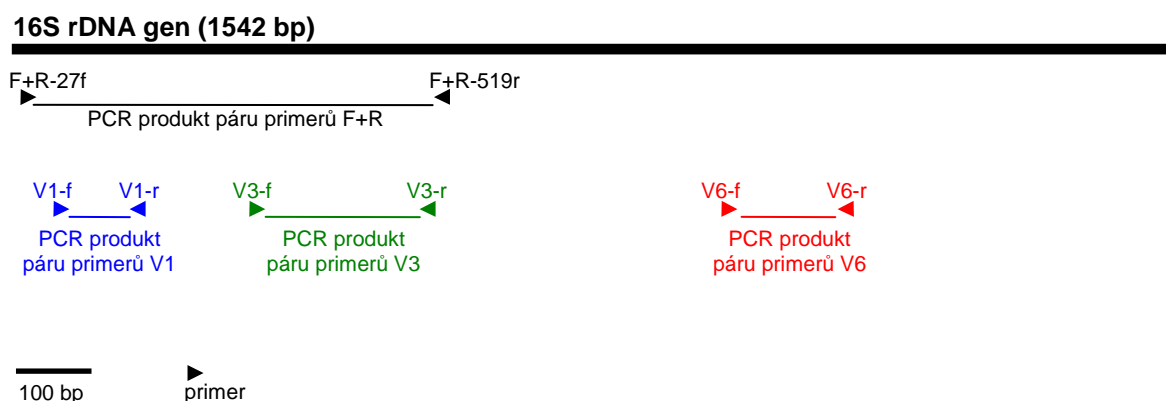 16S rDNA gen (1542 bp)
F+R-27f F+R-519r
PCR produkt páru primerů F+R
V1-f V1-r V3-f V3-r V6-f V6-r
PCR produkt PCR produkt PCR produkt
páru primerů V1 páru primerů V3 páru primerů V6
100 bp primer